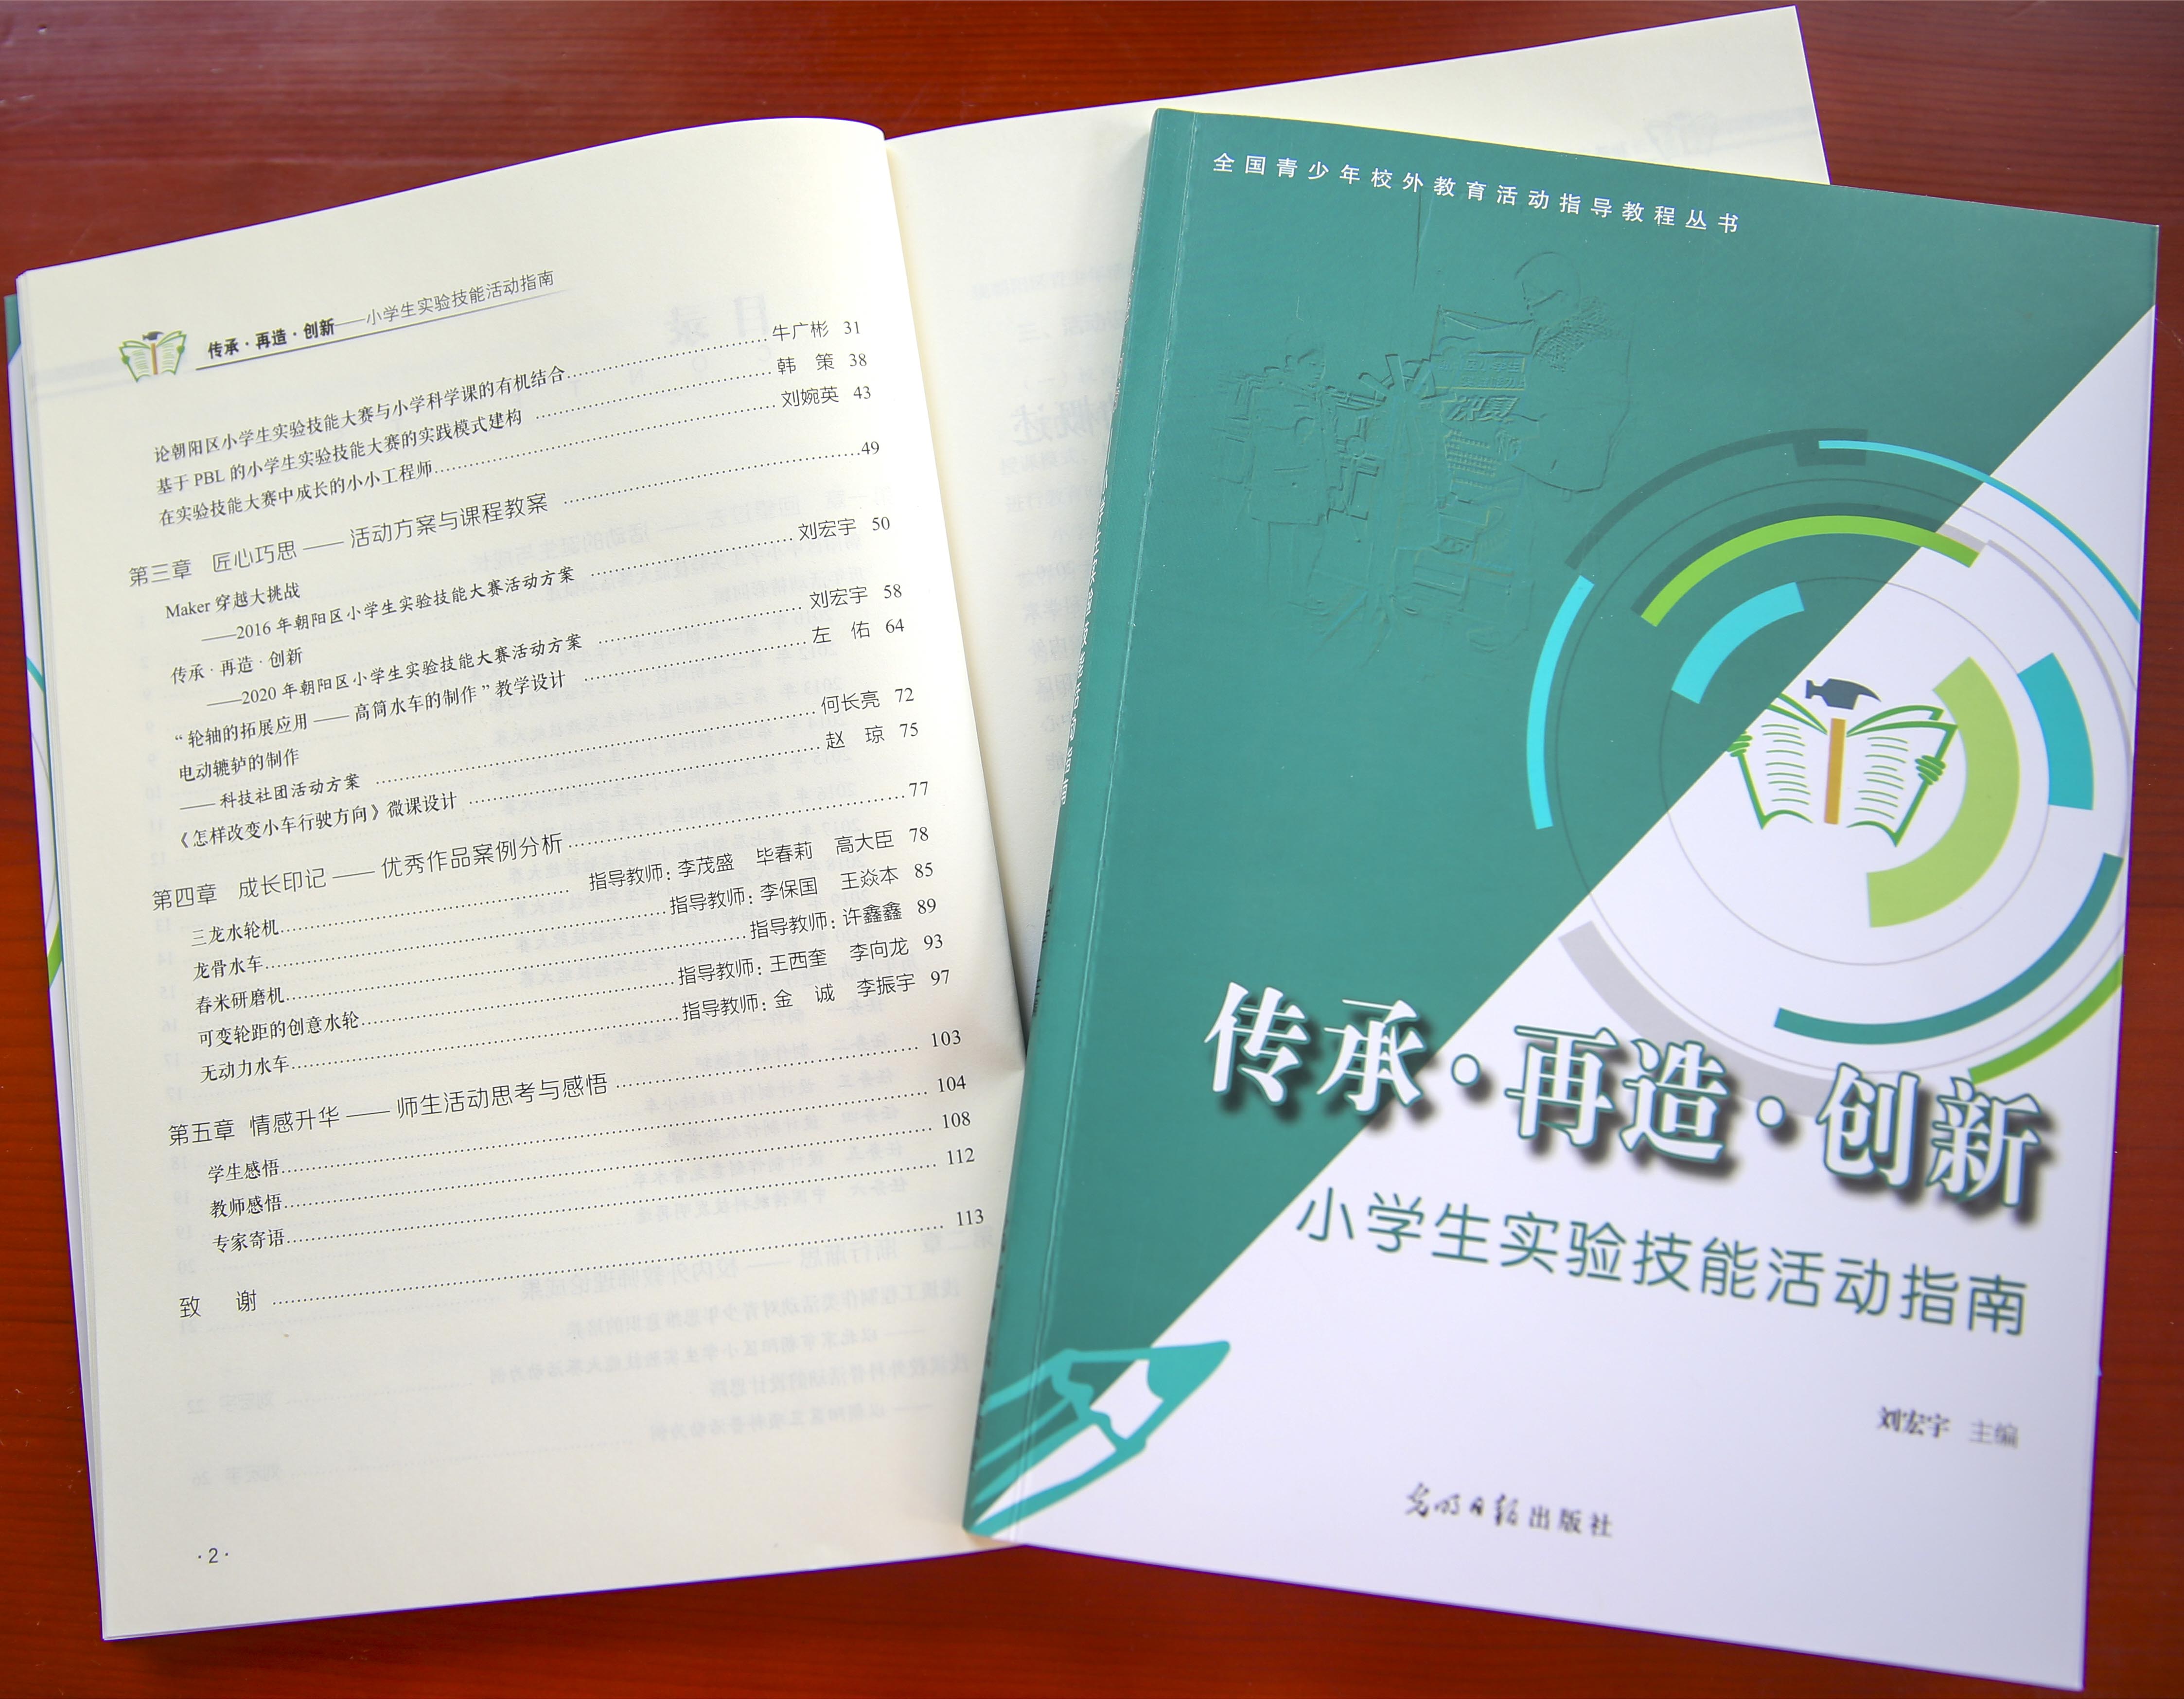 传承·再造·创新——小学生实验技能活动指南
论朝阳区小学生实验技能大赛与小学科学课的有机结合 牛广彬 31
基于 PBL 的小学生实验技能大赛的实践模式建构 韩 策 38
在实验技能大赛中成长的小小工程师 刘婉英 43
第三章 匠心巧思 —— 活动方案与课程教案 49
Maker 穿越大挑战
——2016 年朝阳区小学生实验技能大赛活动方案 刘宏宇 50
传承·再造·创新
——2020 年朝阳区小学生实验技能大赛活动方案 刘宏宇 58
“轮轴的拓展应用 —— 高筒水车的制作”教学设计 左 佑 64
电动辘轳的制作
—— 科技社团活动方案 何长亮 72
《怎样改变小车行驶方向》微课设计 赵 琼 75
第四章 成长印记 —— 优秀作品案例分析 77
三龙水轮机 指导教师：李茂盛 毕春莉 高大臣 78
龙骨水车 指导教师：李保国 王焱本 85
舂米研磨机 指导教师：许鑫鑫 89
可变轮距的创意水轮 指导教师：王西奎 李向龙 93
无动力水车 指导教师：金 诚 李振宇 97
第五章 情感升华 —— 师生活动思考与感悟 103
学生感悟 104
教师感悟 108
专家寄语 112
致 谢 113
·2·
全国青少年校外教育活动指导教程丛书
传承·再造·创新
小学生实验技能活动指南
刘宏宇 主编
光明日报出版社